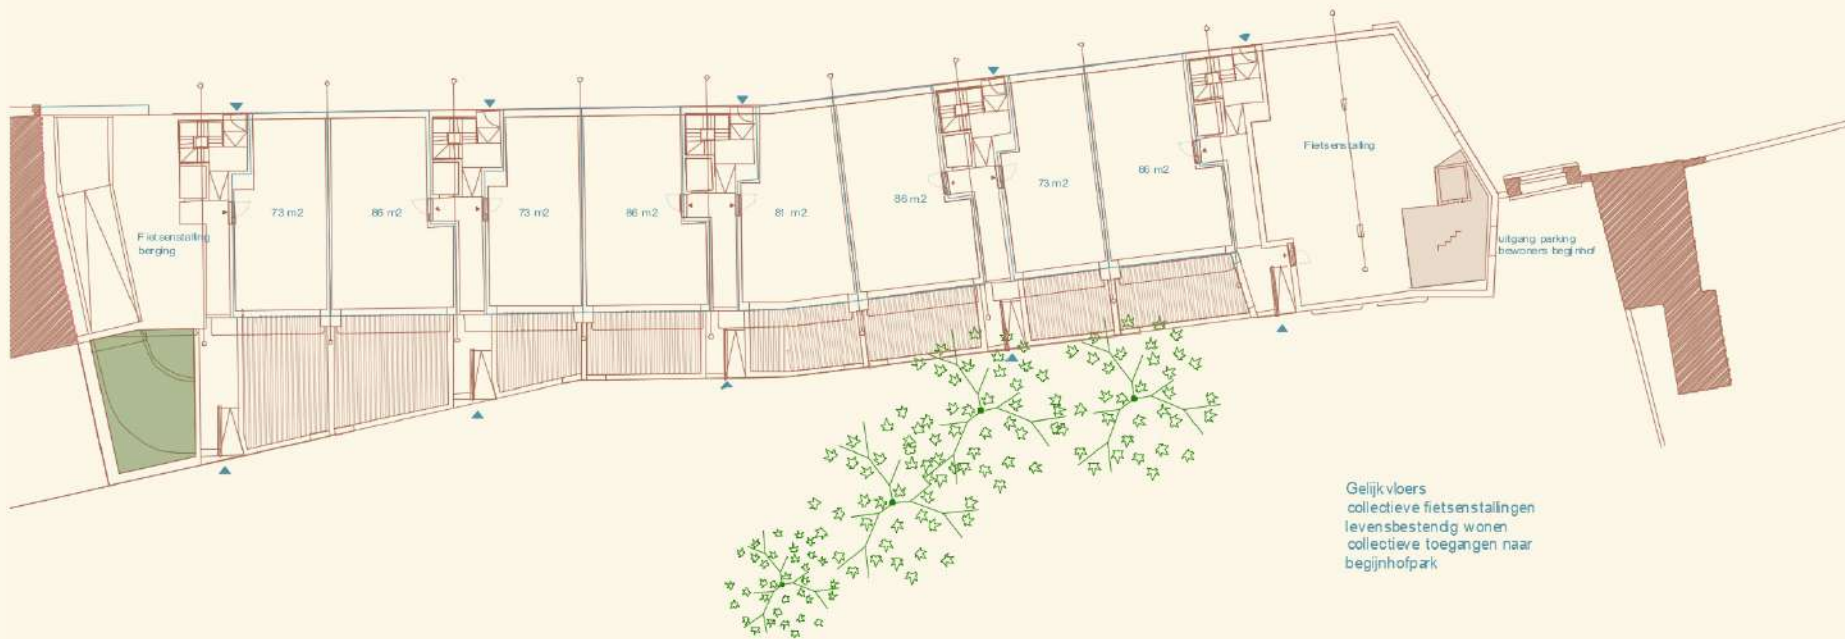 Fietsenstalling
berging
73 m2
86 m2
73 m2
86 m2
81 m2
86 m2
73 m2
86 m2
Fietsenstalling
uitgang parking
bewoners begijnhof
Gelijkvloers
collectieve fietsenstallingen
levensbestendig wonen
collectieve toegangen naar
begijnhofpark